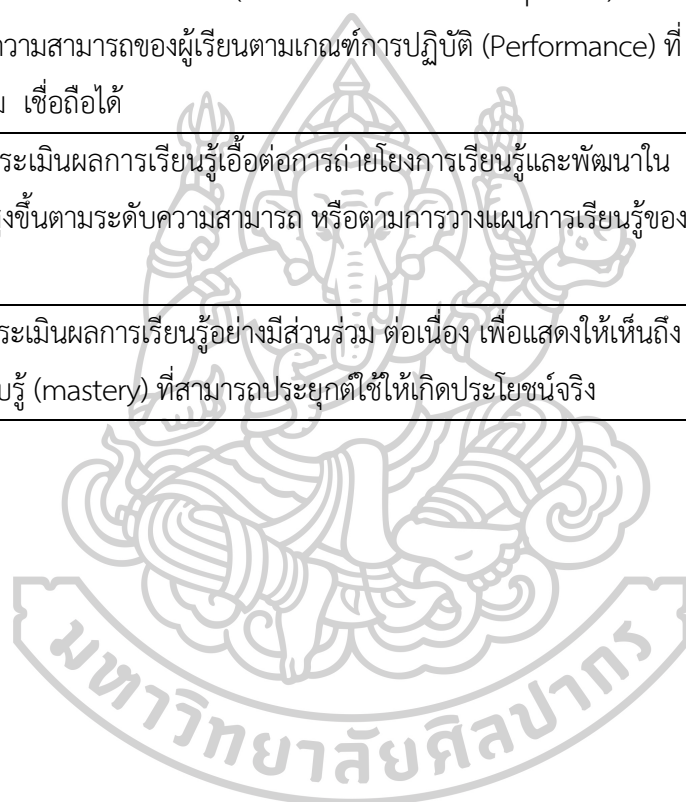 ความสามารถของผู้เรียนตามเกณฑ์การปฏิบัติ (Performance) ที่
เชื่อถือได้
ระเมินผลการเรียนรู้เอื้อต่อการถ่ายโยงการเรียนรู้และพัฒนาใน
สูงขึ้นตามระดับความสามารถ หรือตามการวางแผนการเรียนรู้ของ
ระเมินผลการเรียนรู้อย่างมีส่วนร่วม ต่อเนื่อง เพื่อแสดงให้เห็นถึง
บรู้ (mastery) ที่สามารถประยุกต์ใช้ให้เกิดประโยชน์จริง
มหาวิทยาลัยศิลปากร